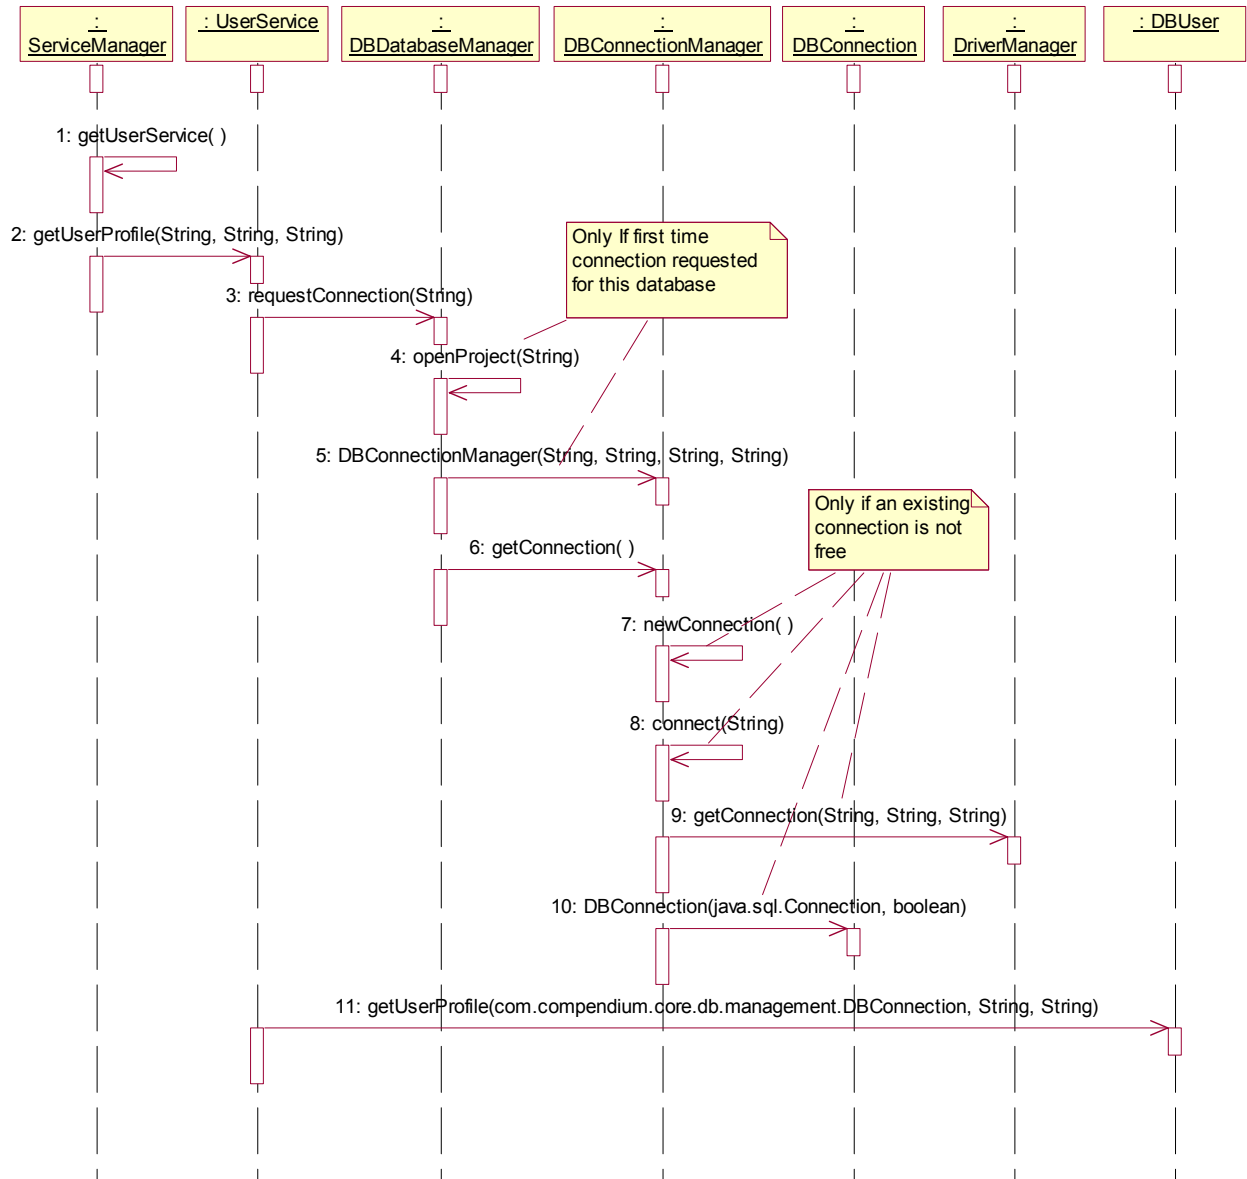 :
ServiceManager
: UserService
:
DBDatabaseManager
:
DBConnectionManager
:
DBConnection
:
DriverManager
: DBUser
1: getUserService( )
2: getUserProfile(String, String, String)
Only If first time
connection requested
for this database
3: requestConnection(String)
4: openProject(String)
5: DBConnectionManager(String, String, String, String)
Only if an existing
connection is not
free
6: getConnection( )
7: newConnection( )
8: connect(String)
9: getConnection(String, String, String)
10: DBConnection(java.sql.Connection, boolean)
11: getUserProfile(com.compendium.core.db.management.DBConnection, String, String)